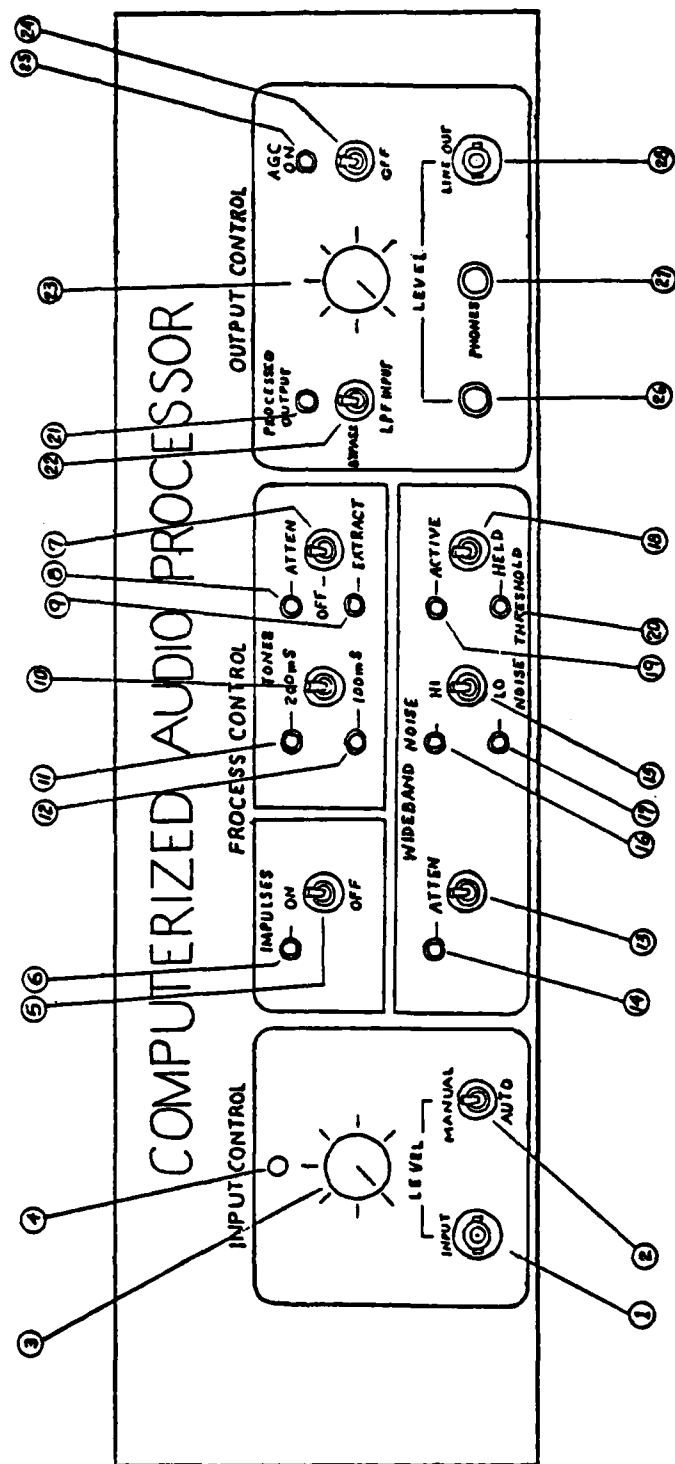 ③ ④ ⑤ ⑥ ⑫ ⑪ ⑩ ⑨ ⑧ ⑦ ㉒ ㉑ ㉓ ㉕ ㉔
COMPUTERIZED AUDIO PROCESSOR
INPUT CONTROL
LEVEL
INPUT
MANUAL
AUTO
PROCESS CONTROL
IMPULSES
ON
OFF
TONES
200mS
100mS
ATTEN
OFF
EXTRACT
WIDEBAND NOISE
ATTEN
HI
LO
ACTIVE
HELD
NOISE THRESHOLD
OUTPUT CONTROL
PROCESSED
OUTPUT
BYPASS
LPF INPUT
AGC
ON
OFF
LEVEL
PHONES
LINE OUT
① ② ⑭ ⑬ ⑯ ⑰ ⑮ ⑲ ⑳ ⑱ ㉖ ㉗ ㉘